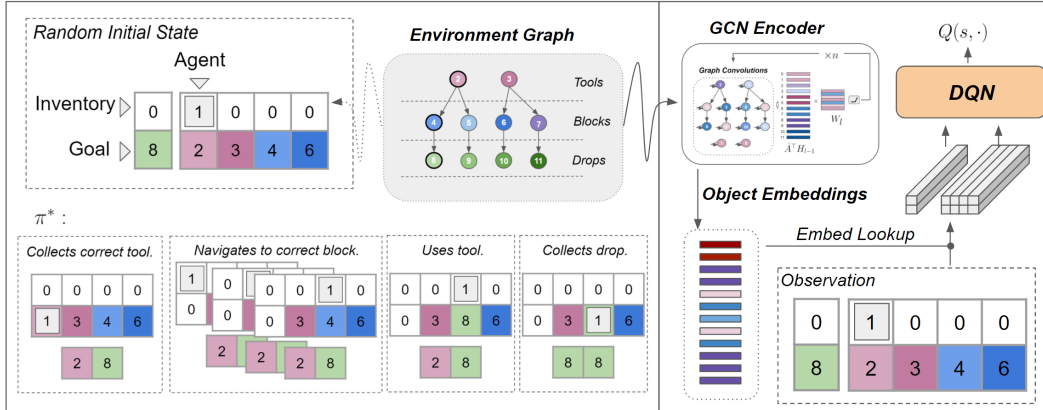 Random Initial State
Agent
Inventory
0 1 0 0 0
Goal
8 2 3 4 6
Environment Graph
2 3
Tools
4 5 6 7
Blocks
8 9 10 11
Drops
π* :
Collects correct tool.
0 0 0 0
1 3 4 6
2 8
Navigates to correct block.
1 0
0 0
0 0 1 0
0 3 4 6
2 2 2 8
Uses tool.
0 0 1 0
0 3 8 6
2 8
Collects drop.
0 0 0 0
0 3 1 6
8 8
GCN Encoder
×n
Graph Convolutions
W_l
Ã^⊤ H_{l−1}
Q(s, ·)
DQN
Object Embeddings
Embed Lookup
Observation
0 1 0 0 0
8 2 3 4 6